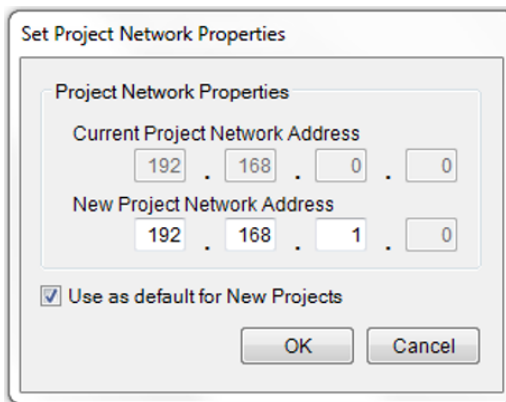 Set Project Network Properties
Project Network Properties
Current Project Network Address
192 . 168 . 0 . 0
New Project Network Address
192 . 168 . 1 . 0
Use as default for New Projects
OK Cancel